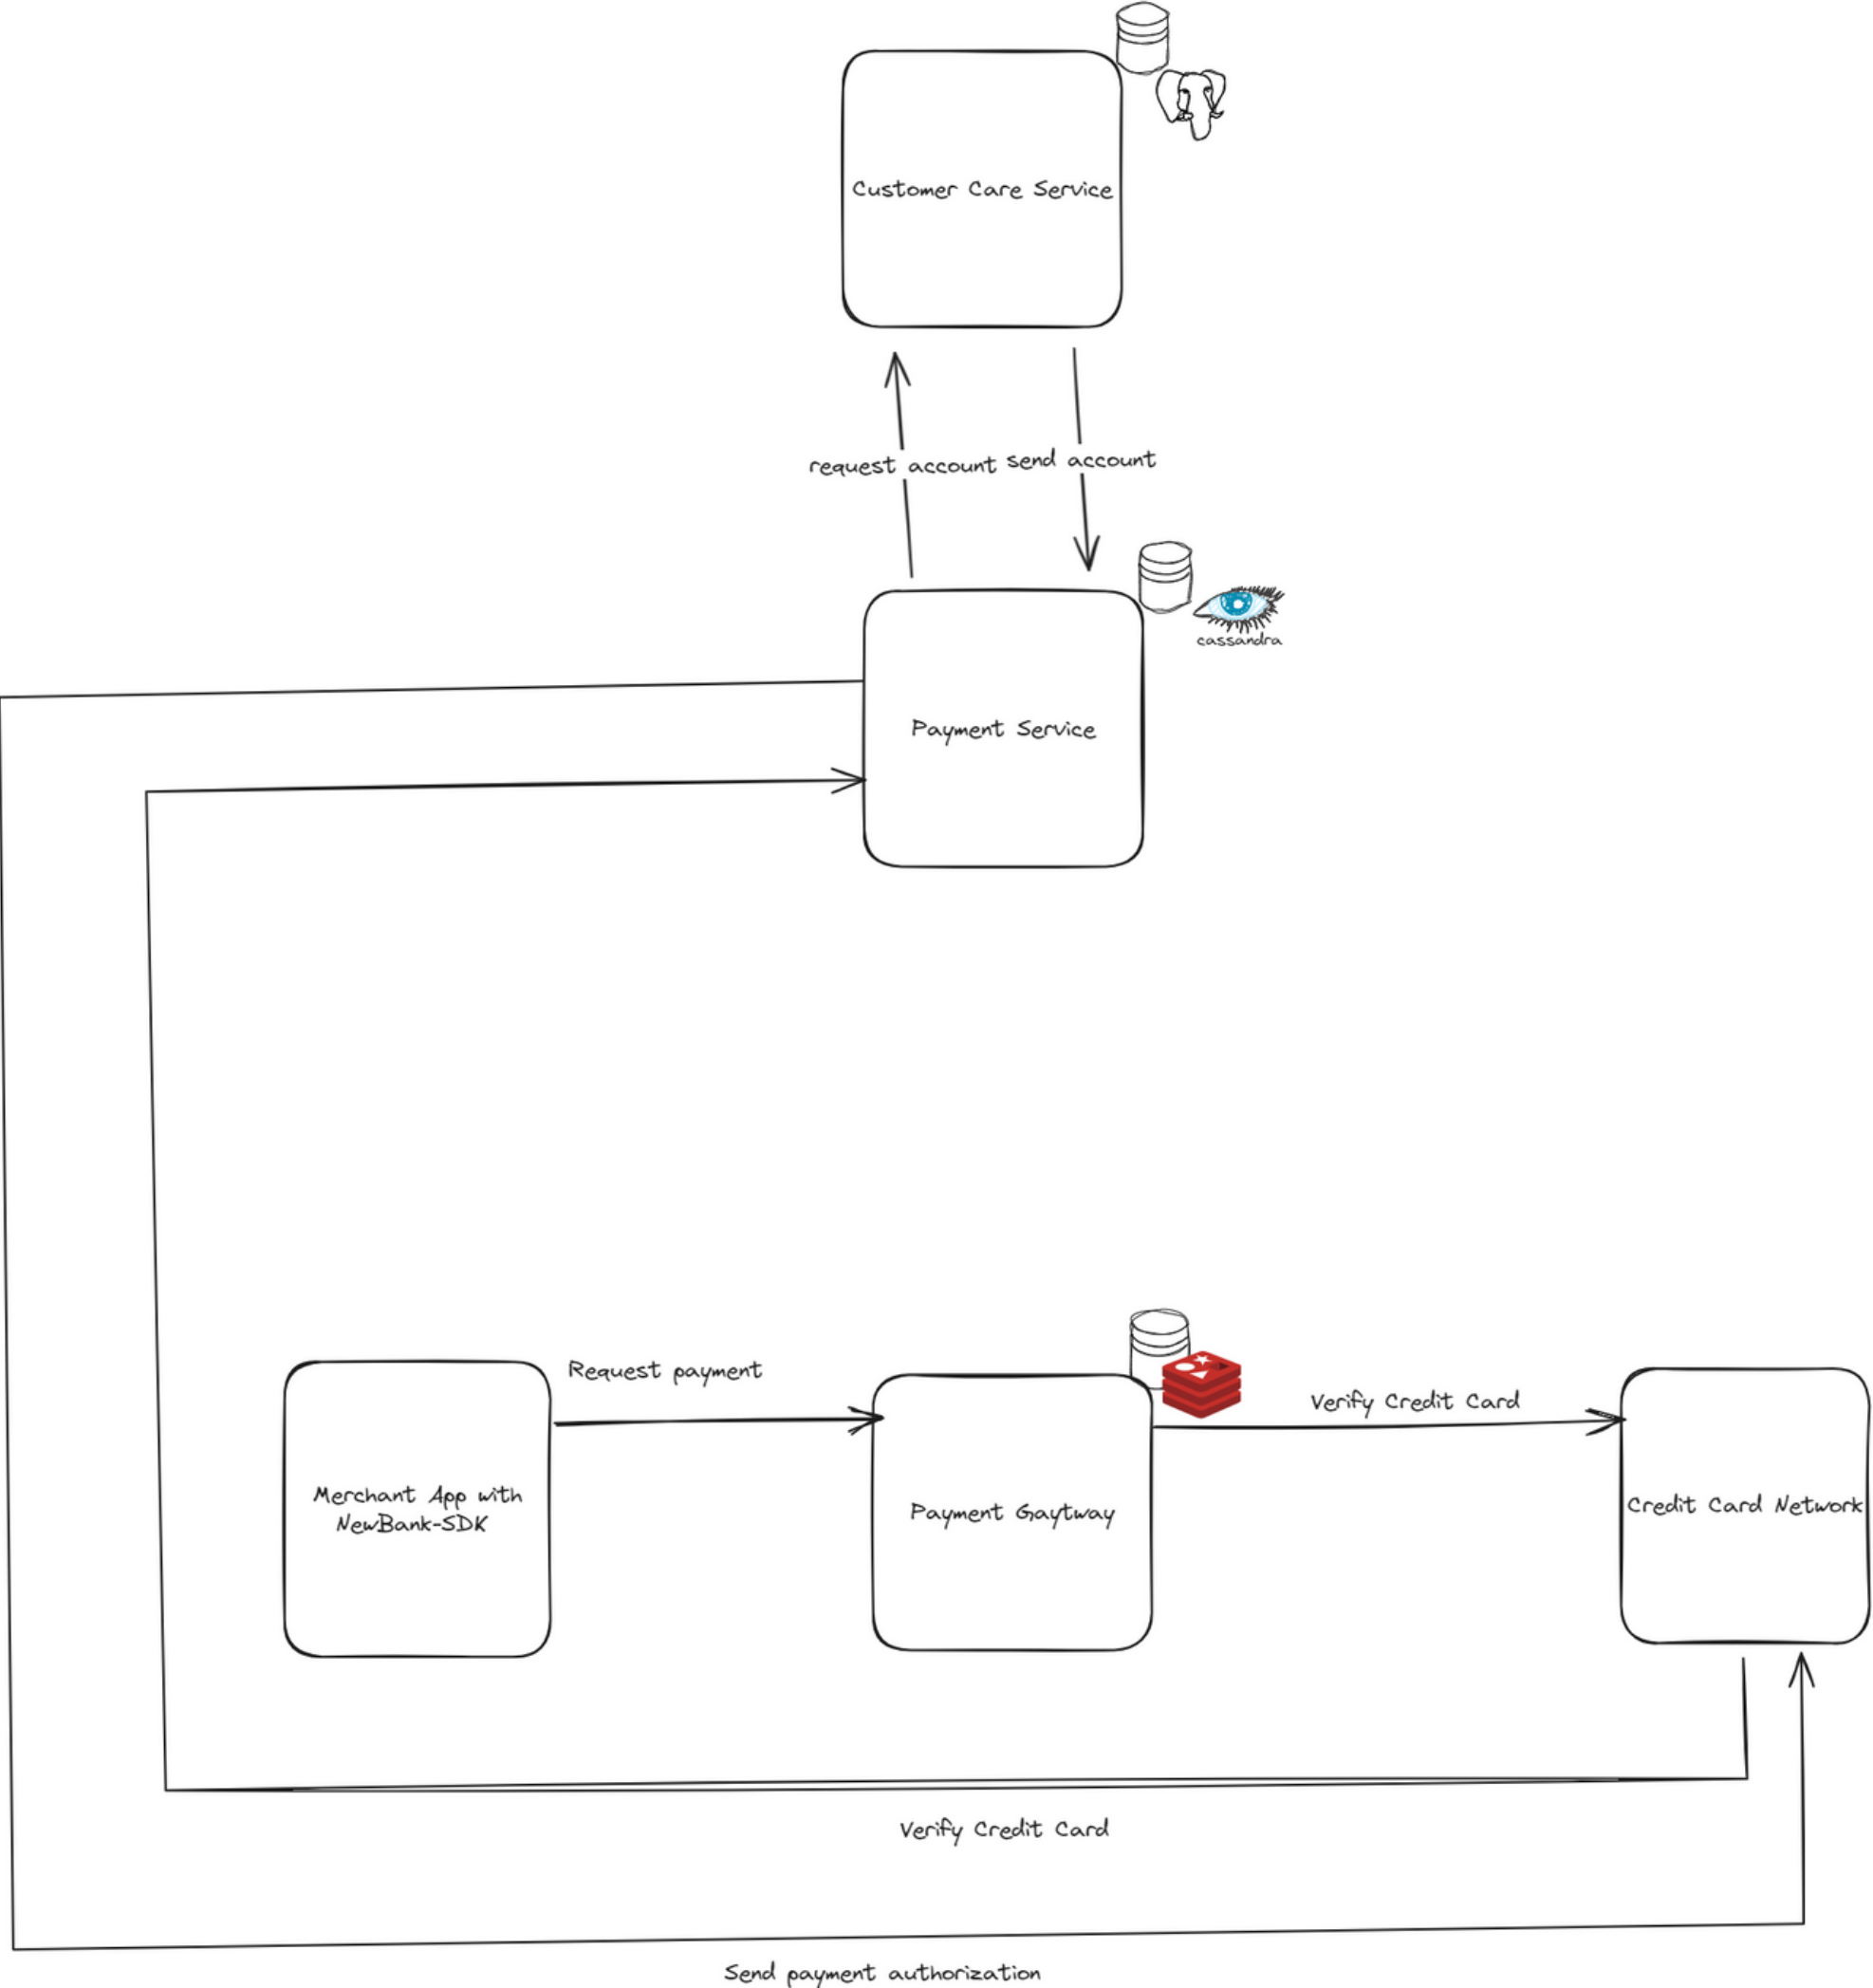 Customer Care Service
request account
send account
cassandra
Payment Service
Request payment
Verify Credit Card
Merchant App with
NewBank-SDK
Payment Gaytway
Credit Card Network
Verify Credit Card
Send payment authorization